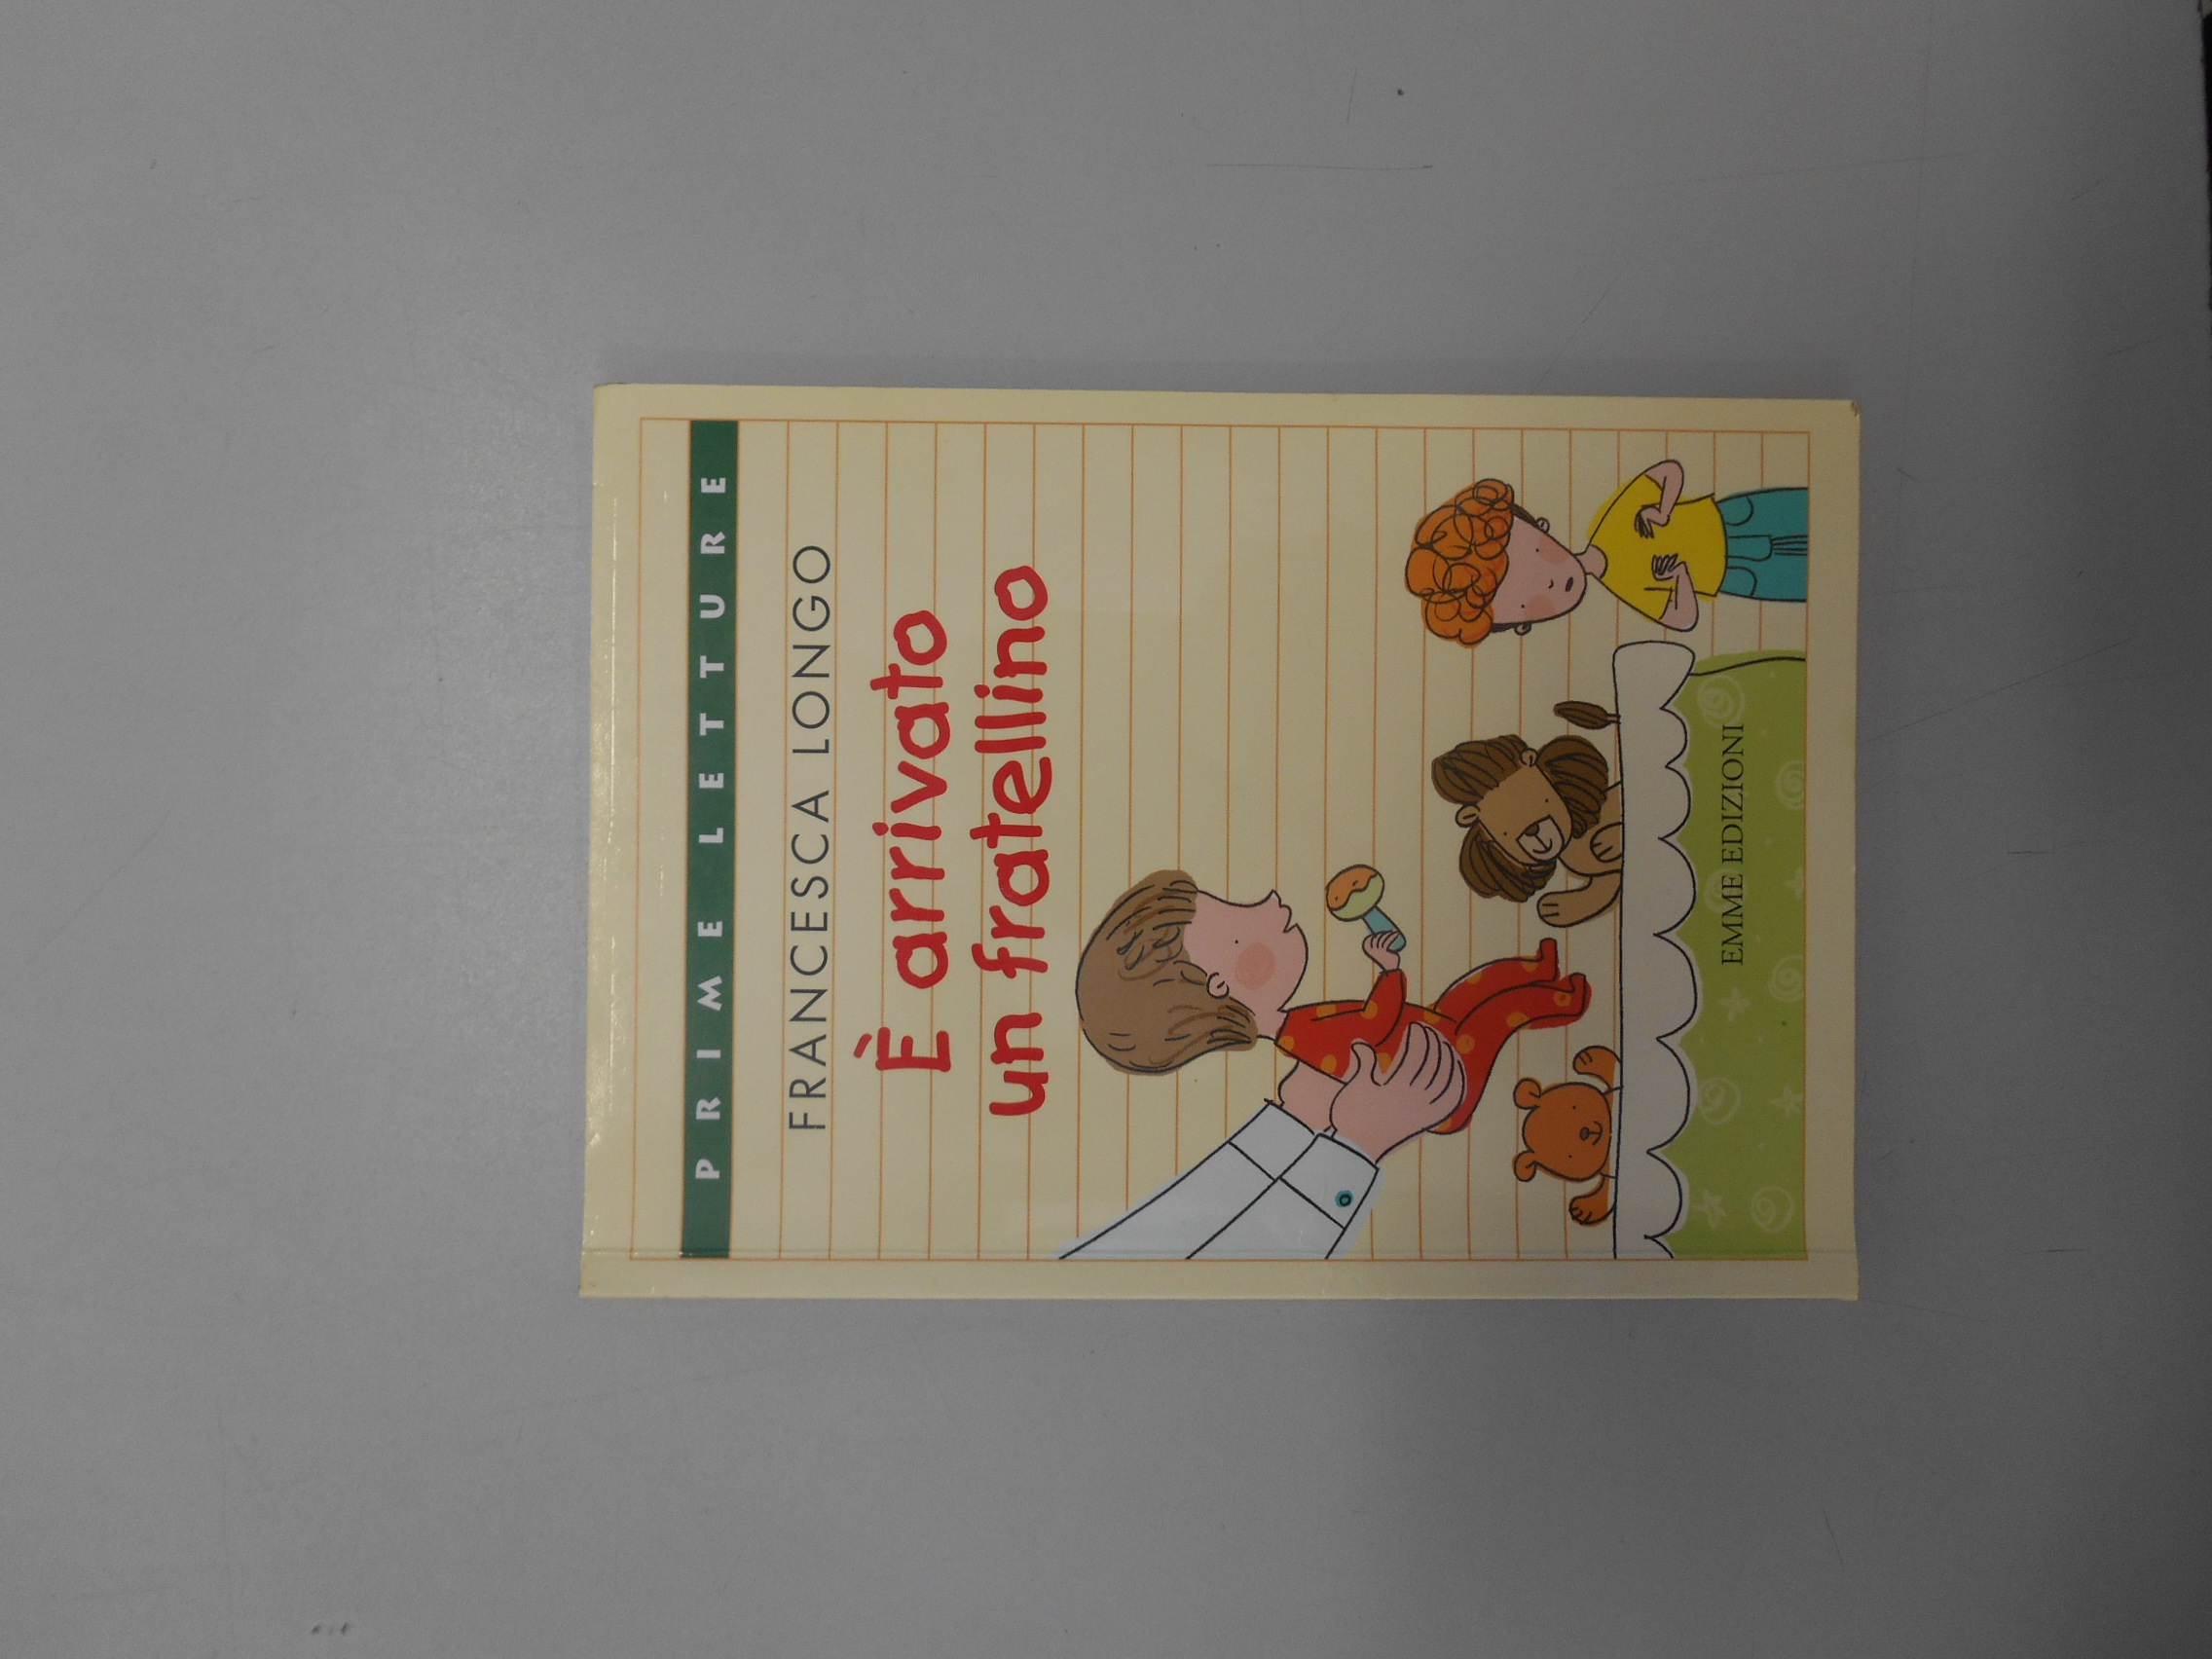 PRIME LETTURE
FRANCESCA LONGO
È arrivato
un fratellino
EMME EDIZIONI